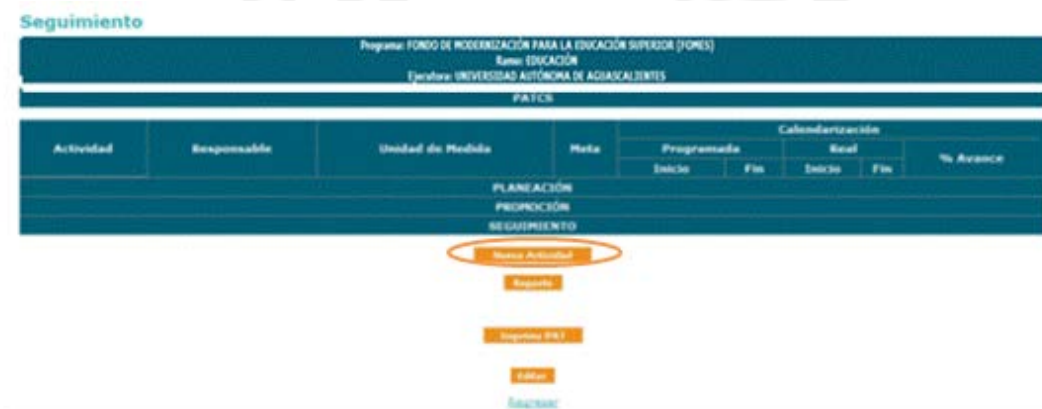 Seguimiento
Programa: FONDO DE MODERNIZACIÓN PARA LA EDUCACIÓN SUPERIOR (FOMES)
Ramo: EDUCACIÓN
Ejecutora: UNIVERSIDAD AUTÓNOMA DE AGUASCALIENTES
PATCS
Calendarización
Actividad Responsable Unidad de Medida Meta Programada Real % Avance
Inicio Fin Inicio Fin
PLANEACIÓN
PROMOCIÓN
SEGUIMIENTO
Nueva Actividad
Reporte
Imprime
Editar
Regresar